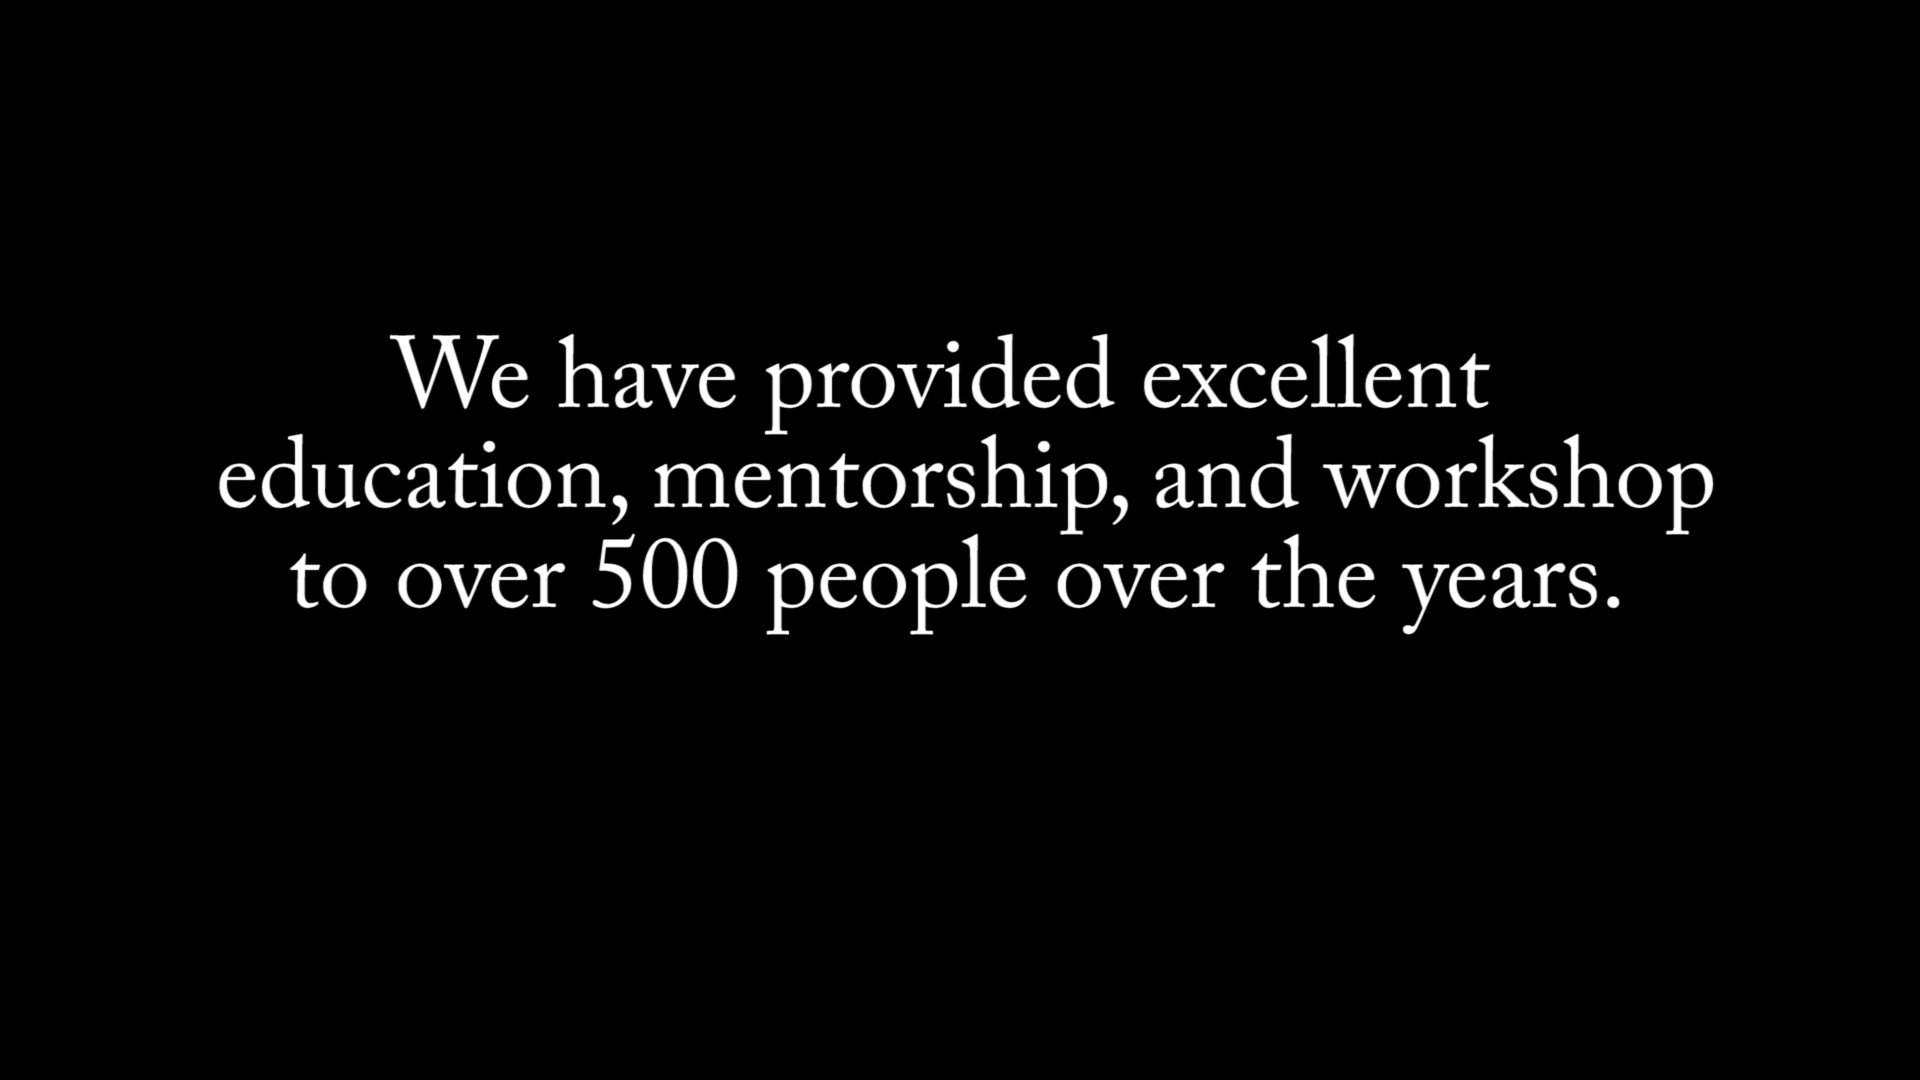 We have provided excellent
education, mentorship, and workshop
to over 500 people over the years.